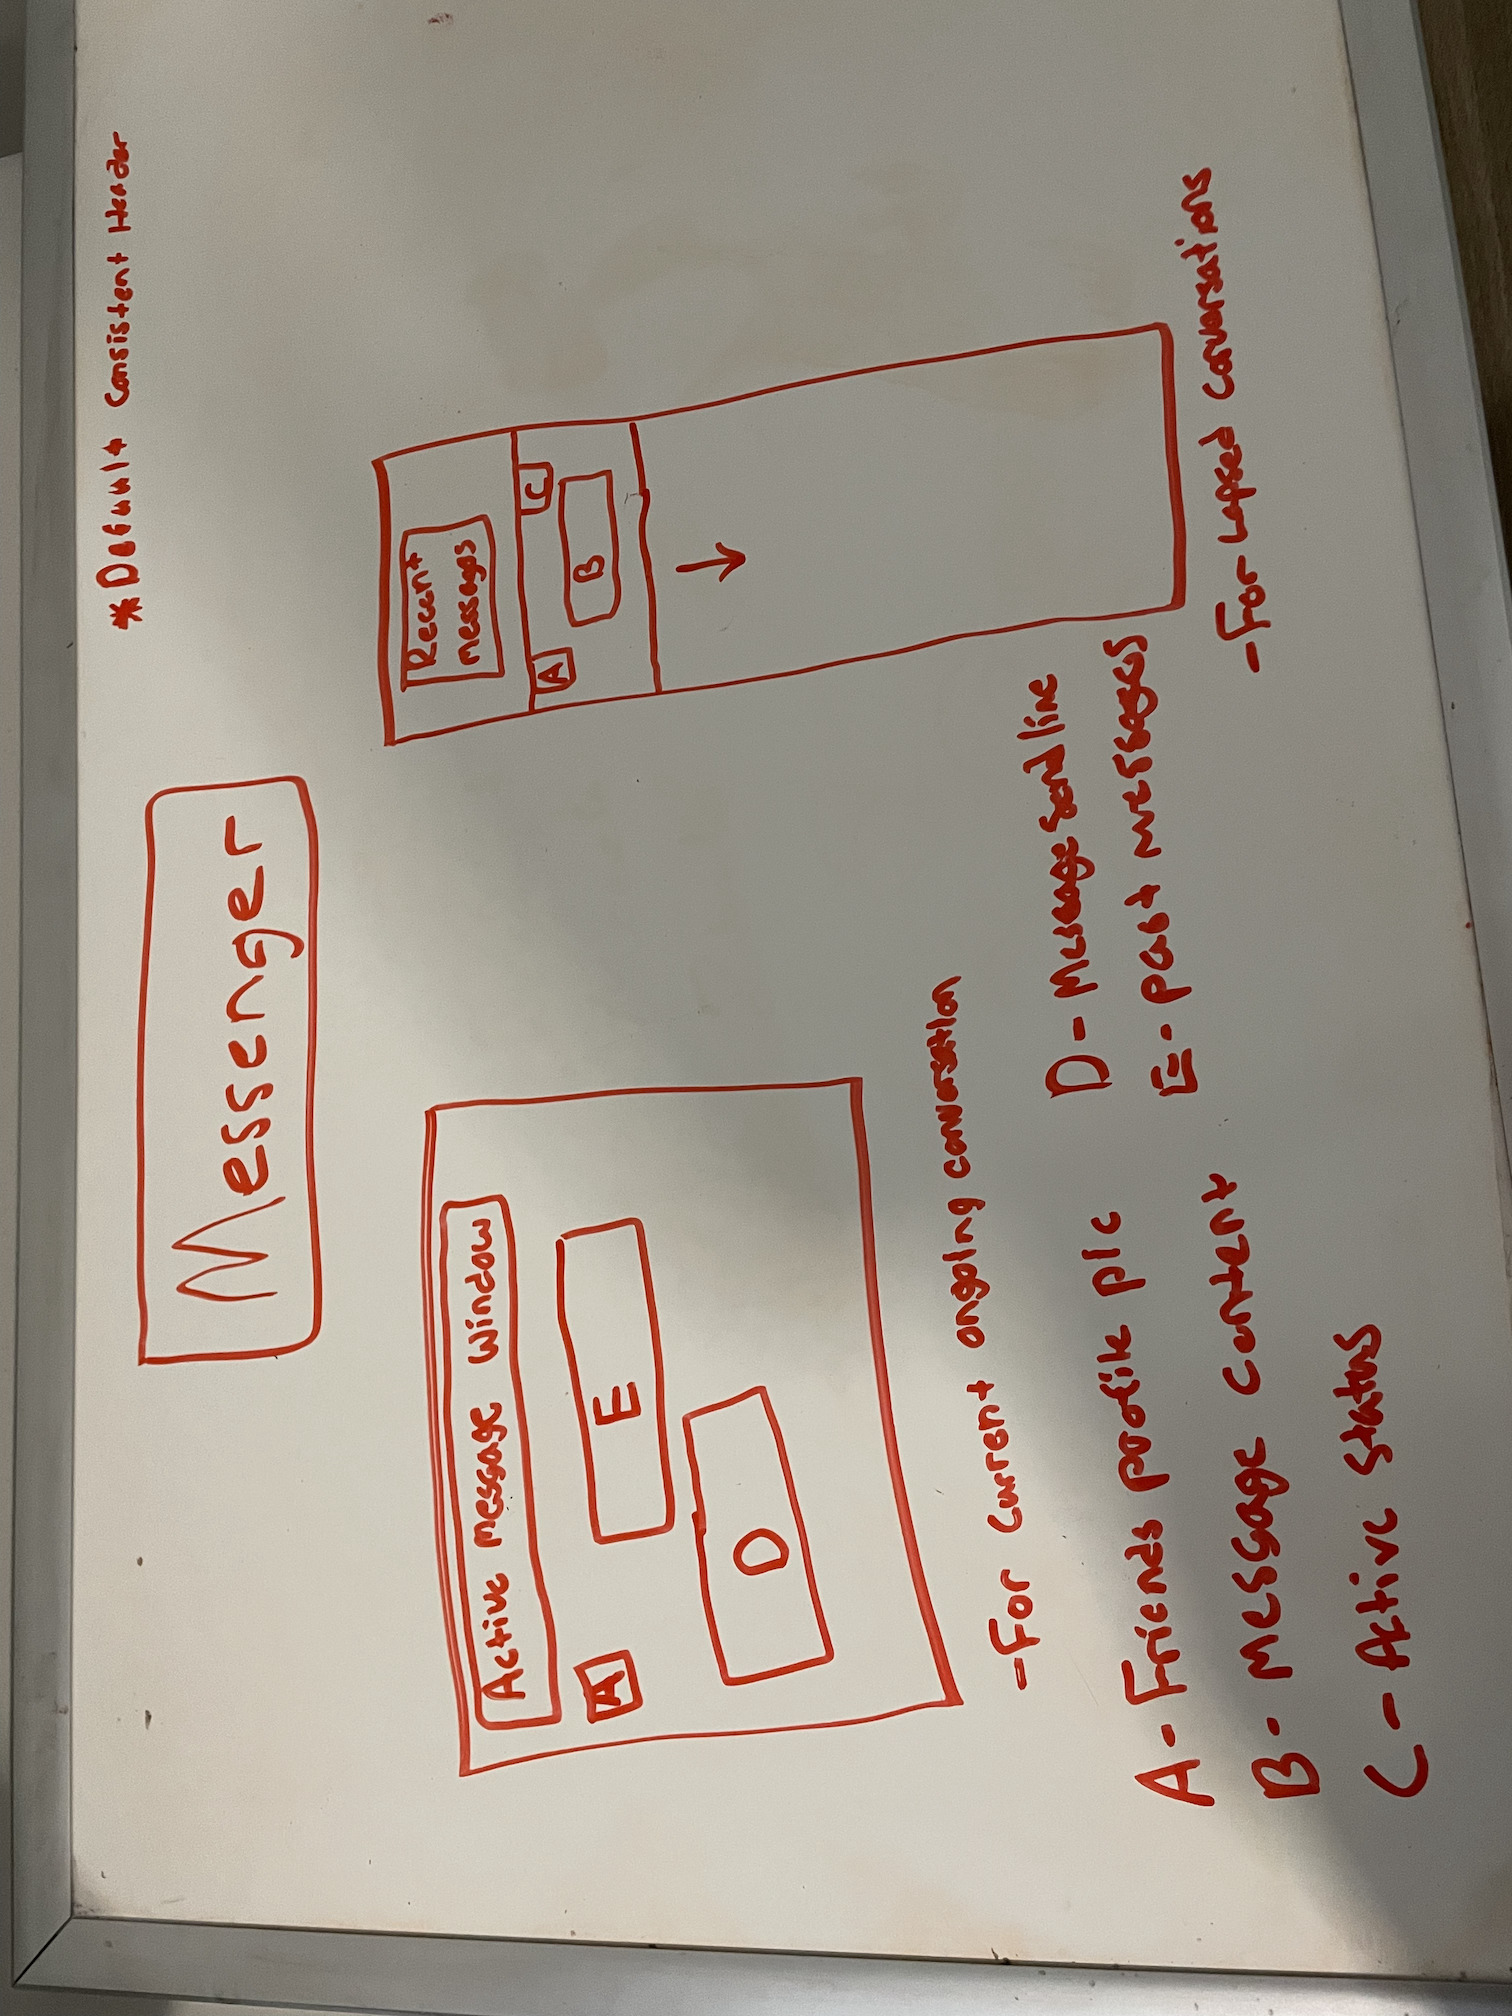 *Default Consistent Header
Messenger
Active message window
A
E
D
-For current ongoing conversation
Recent
messages
A
C
B
-For Lapsed conversations
A - Friends profile pic
B - Message content
C - Active status
D - Message Send line
E - past messages